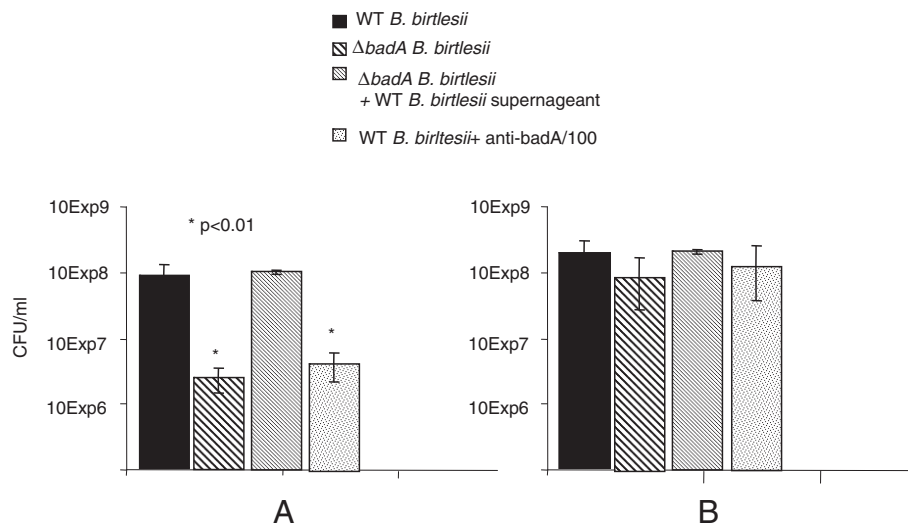 WT B. birtlesii
ΔbadA B. birtlesii
ΔbadA B. birtlesii
+ WT B. birtlesii supernageant
WT B. birltesii+ anti-badA/100
10Exp9
10Exp8
10Exp7
10Exp6
CFU/ml
* p<0.01
*
*
A
10Exp9
10Exp8
10Exp7
10Exp6
B